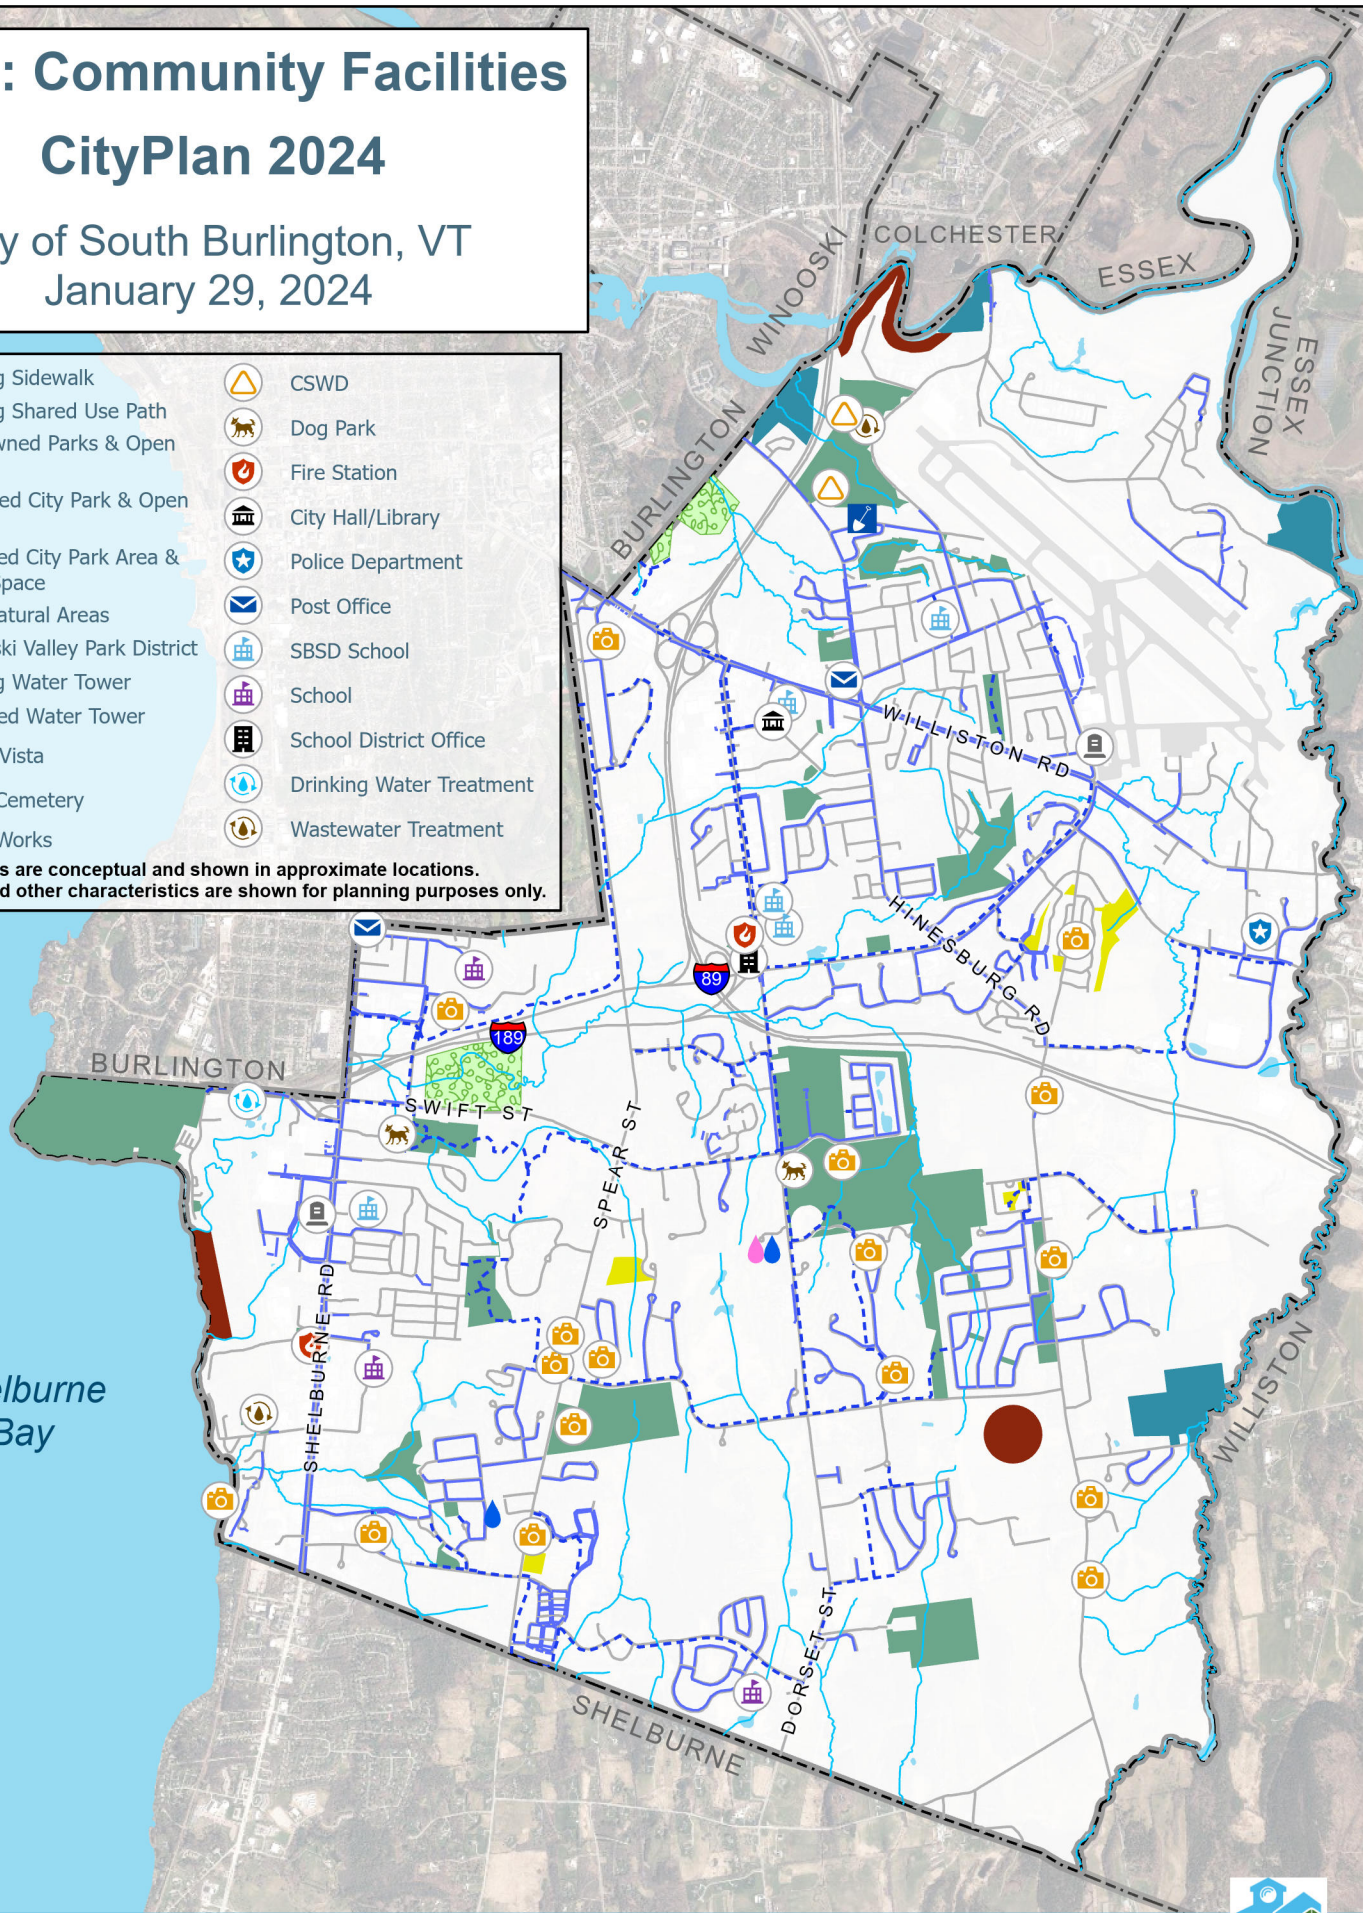 : Community Facilities
CityPlan 2024
y of South Burlington, VT
January 29, 2024
g Sidewalk
g Shared Use Path
wned Parks & Open
ed City Park & Open
ed City Park Area &
Space
atural Areas
ski Valley Park District
g Water Tower
ed Water Tower
Vista
Cemetery
Works
CSWD
Dog Park
Fire Station
City Hall/Library
Police Department
Post Office
SBSD School
School
School District Office
Drinking Water Treatment
Wastewater Treatment
s are conceptual and shown in approximate locations.
d other characteristics are shown for planning purposes only.
WINOOSKI
COLCHESTER
ESSEX
ESSEX
JUNCTION
BURLINGTON
WILLISTON RD
HINESBURG RD
89
189
BURLINGTON
SWIFT ST
SPEAR ST
SHELBURNE RD
elburne
Bay
WILLISTON
DORSET ST
SHELBURNE